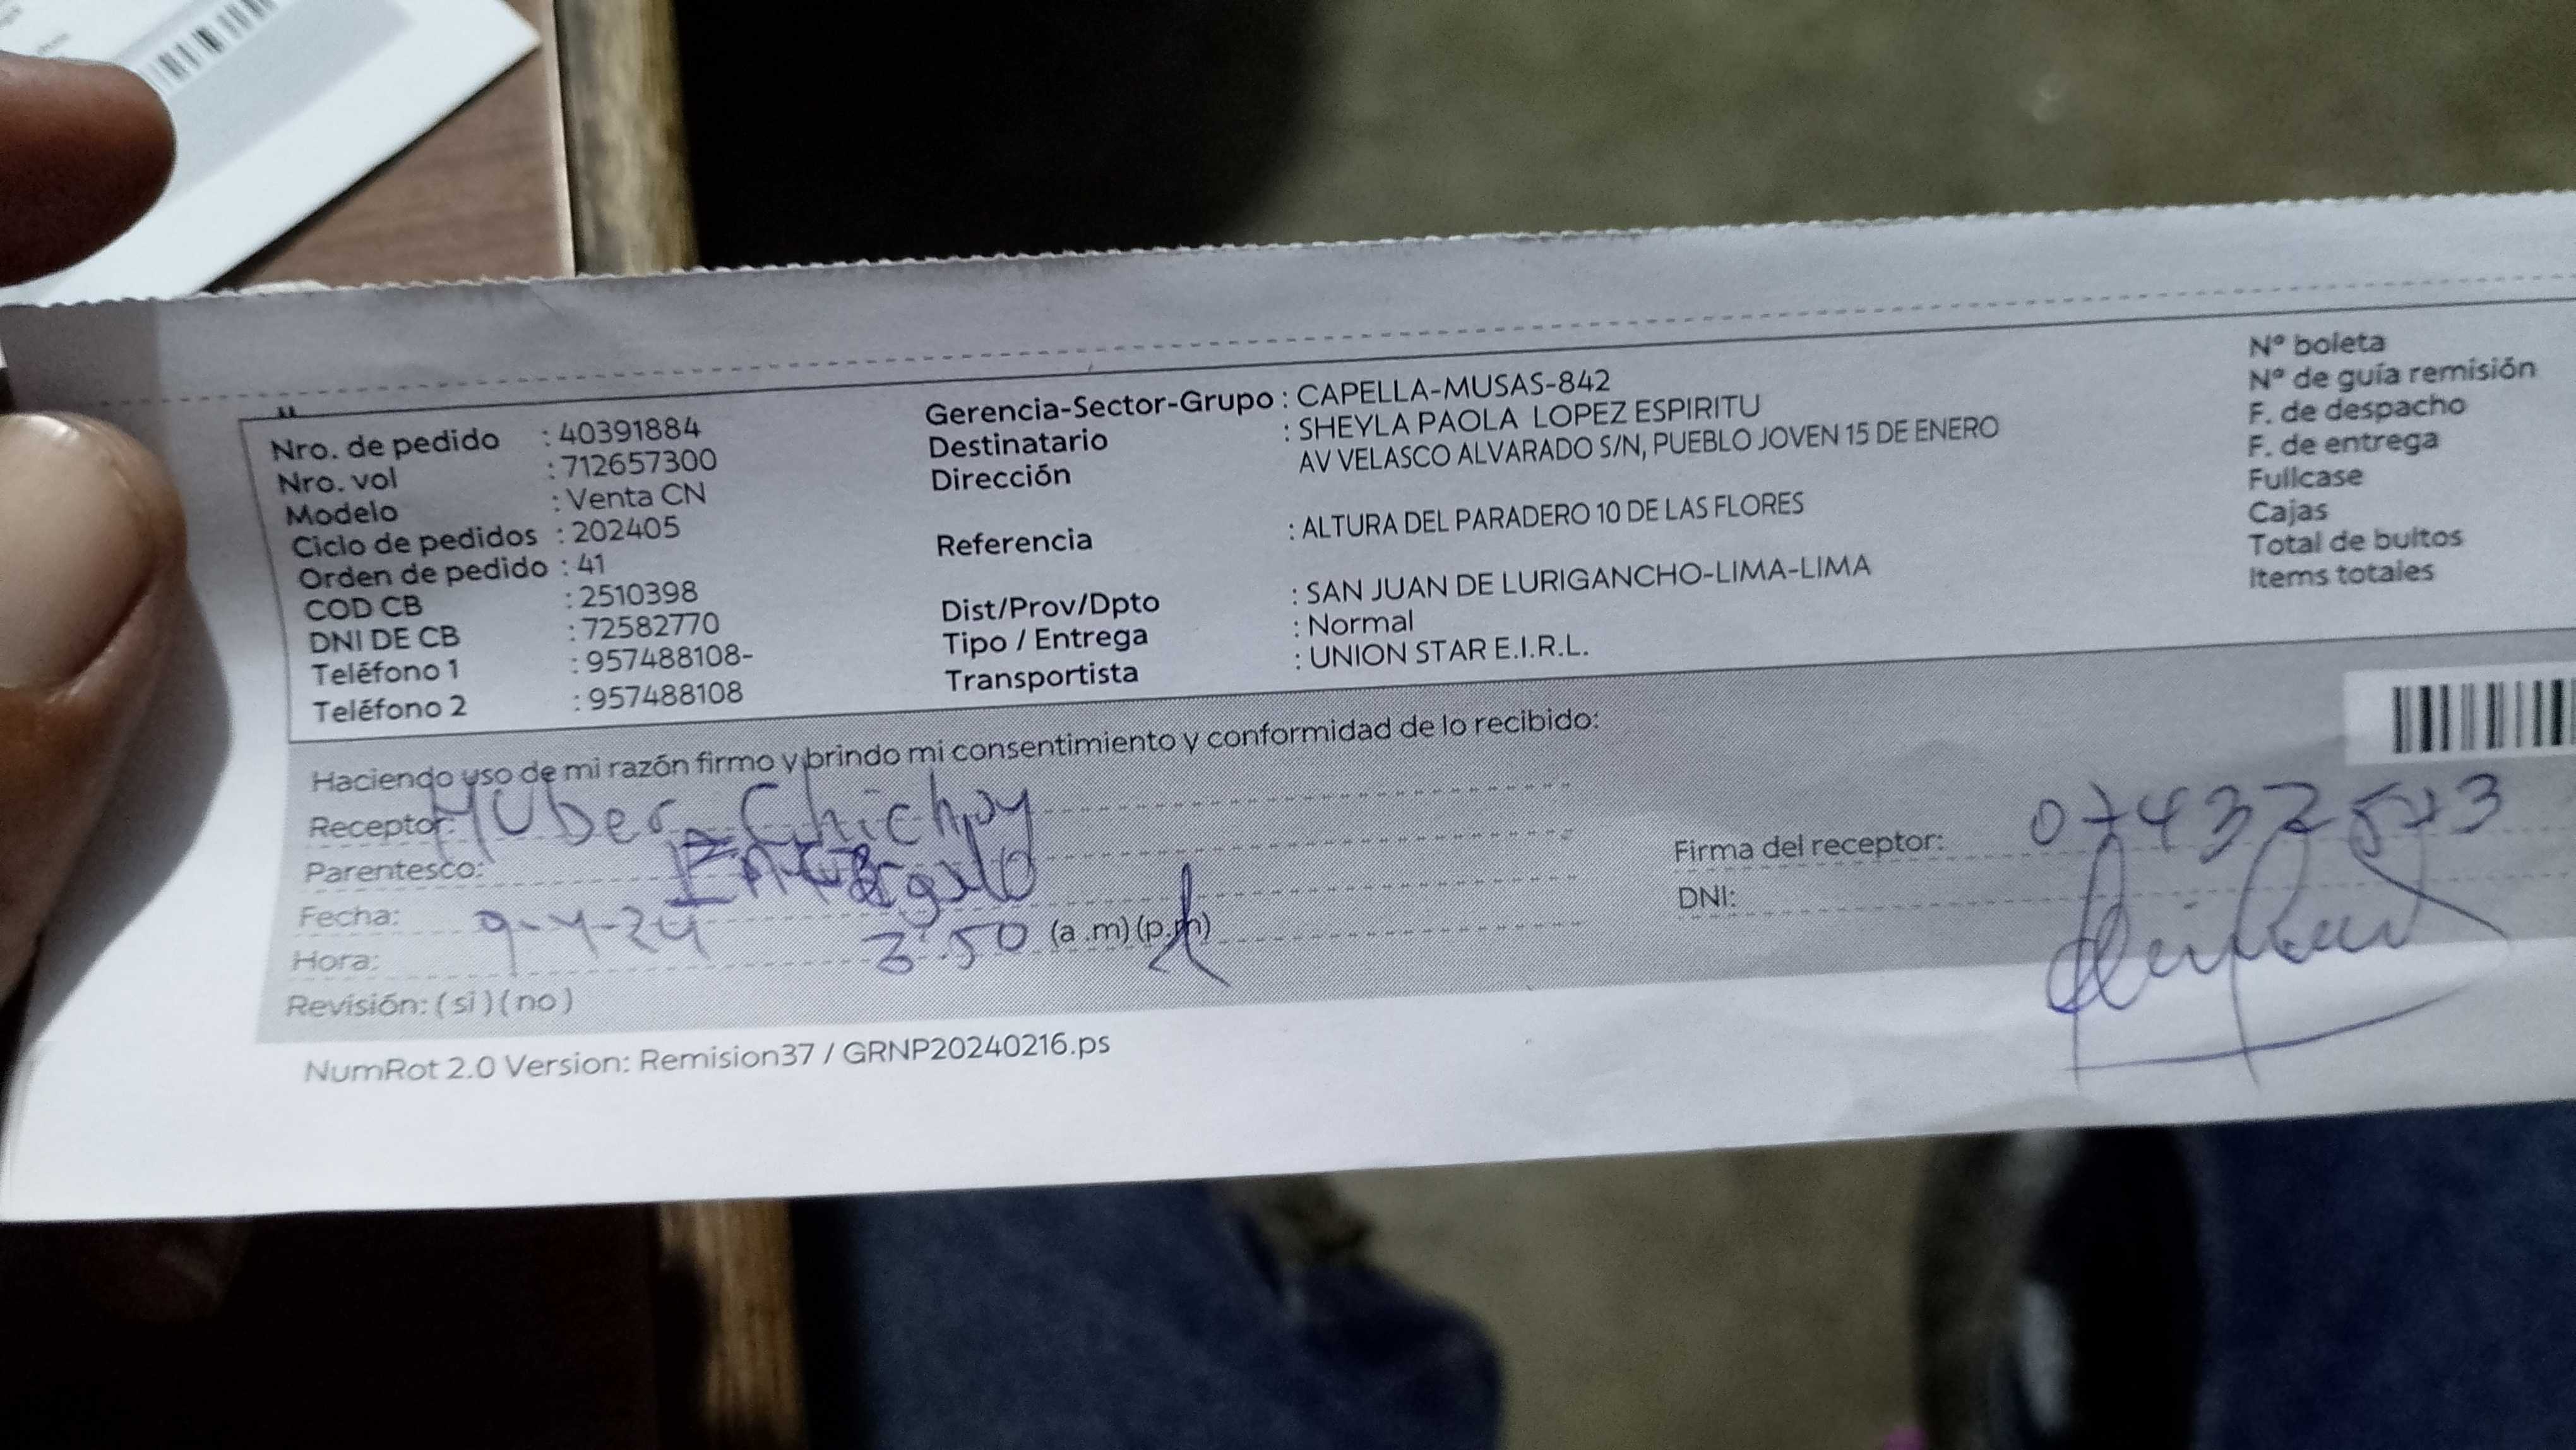 Nro. de pedido : 40391884
Nro. vol : 712657300
Modelo : Venta CN
Ciclo de pedidos : 202405
Orden de pedido : 41
COD CB : 2510398
DNI DE CB : 72582770
Teléfono 1 : 957488108-
Teléfono 2 : 957488108
Gerencia-Sector-Grupo : CAPELLA-MUSAS-842
Destinatario : SHEYLA PAOLA LOPEZ ESPIRITU
Dirección AV VELASCO ALVARADO S/N, PUEBLO JOVEN 15 DE ENERO
Referencia : ALTURA DEL PARADERO 10 DE LAS FLORES
Dist/Prov/Dpto : SAN JUAN DE LURIGANCHO-LIMA-LIMA
Tipo / Entrega : Normal
Transportista : UNION STAR E.I.R.L.
Nº boleta
Nº de guía remisión
F. de despacho
F. de entrega
Fullcase
Cajas
Total de bultos
Items totales
Haciendo uso de mi razón firmo y brindo mi consentimiento y conformidad de lo recibido:
Receptor: Huber Chichoy
Parentesco:
Fecha: 9-4-24
Hora: 3:50 (a.m) (p.m)
Revisión: (si) (no)
Firma del receptor:
DNI:
NumRot 2.0 Version: Remision37 / GRNP20240216.ps